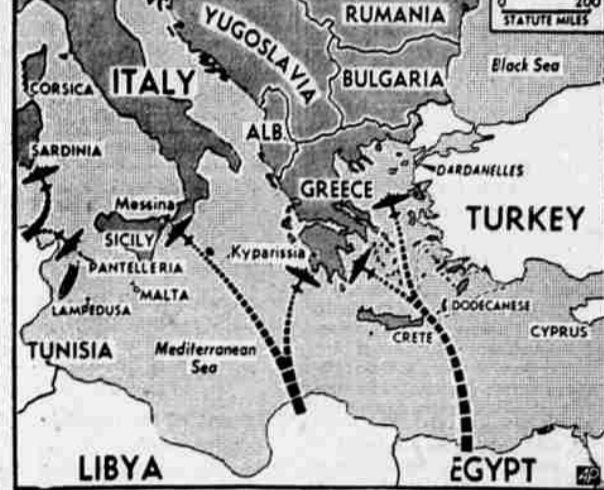 0 200
STATUTE MILES
YUGOSLAVIA
RUMANIA
ITALY
BULGARIA
Black Sea
CORSICA
ALB.
SARDINIA
DARDANELLES
GREECE
Messina
TURKEY
SICILY
Kyparissia
PANTELLERIA
MALTA
LAMPEDUSA
DODECANESE
CYPRUS
CRETE
TUNISIA
Mediterranean
Sea
LIBYA
EGYPT
AP